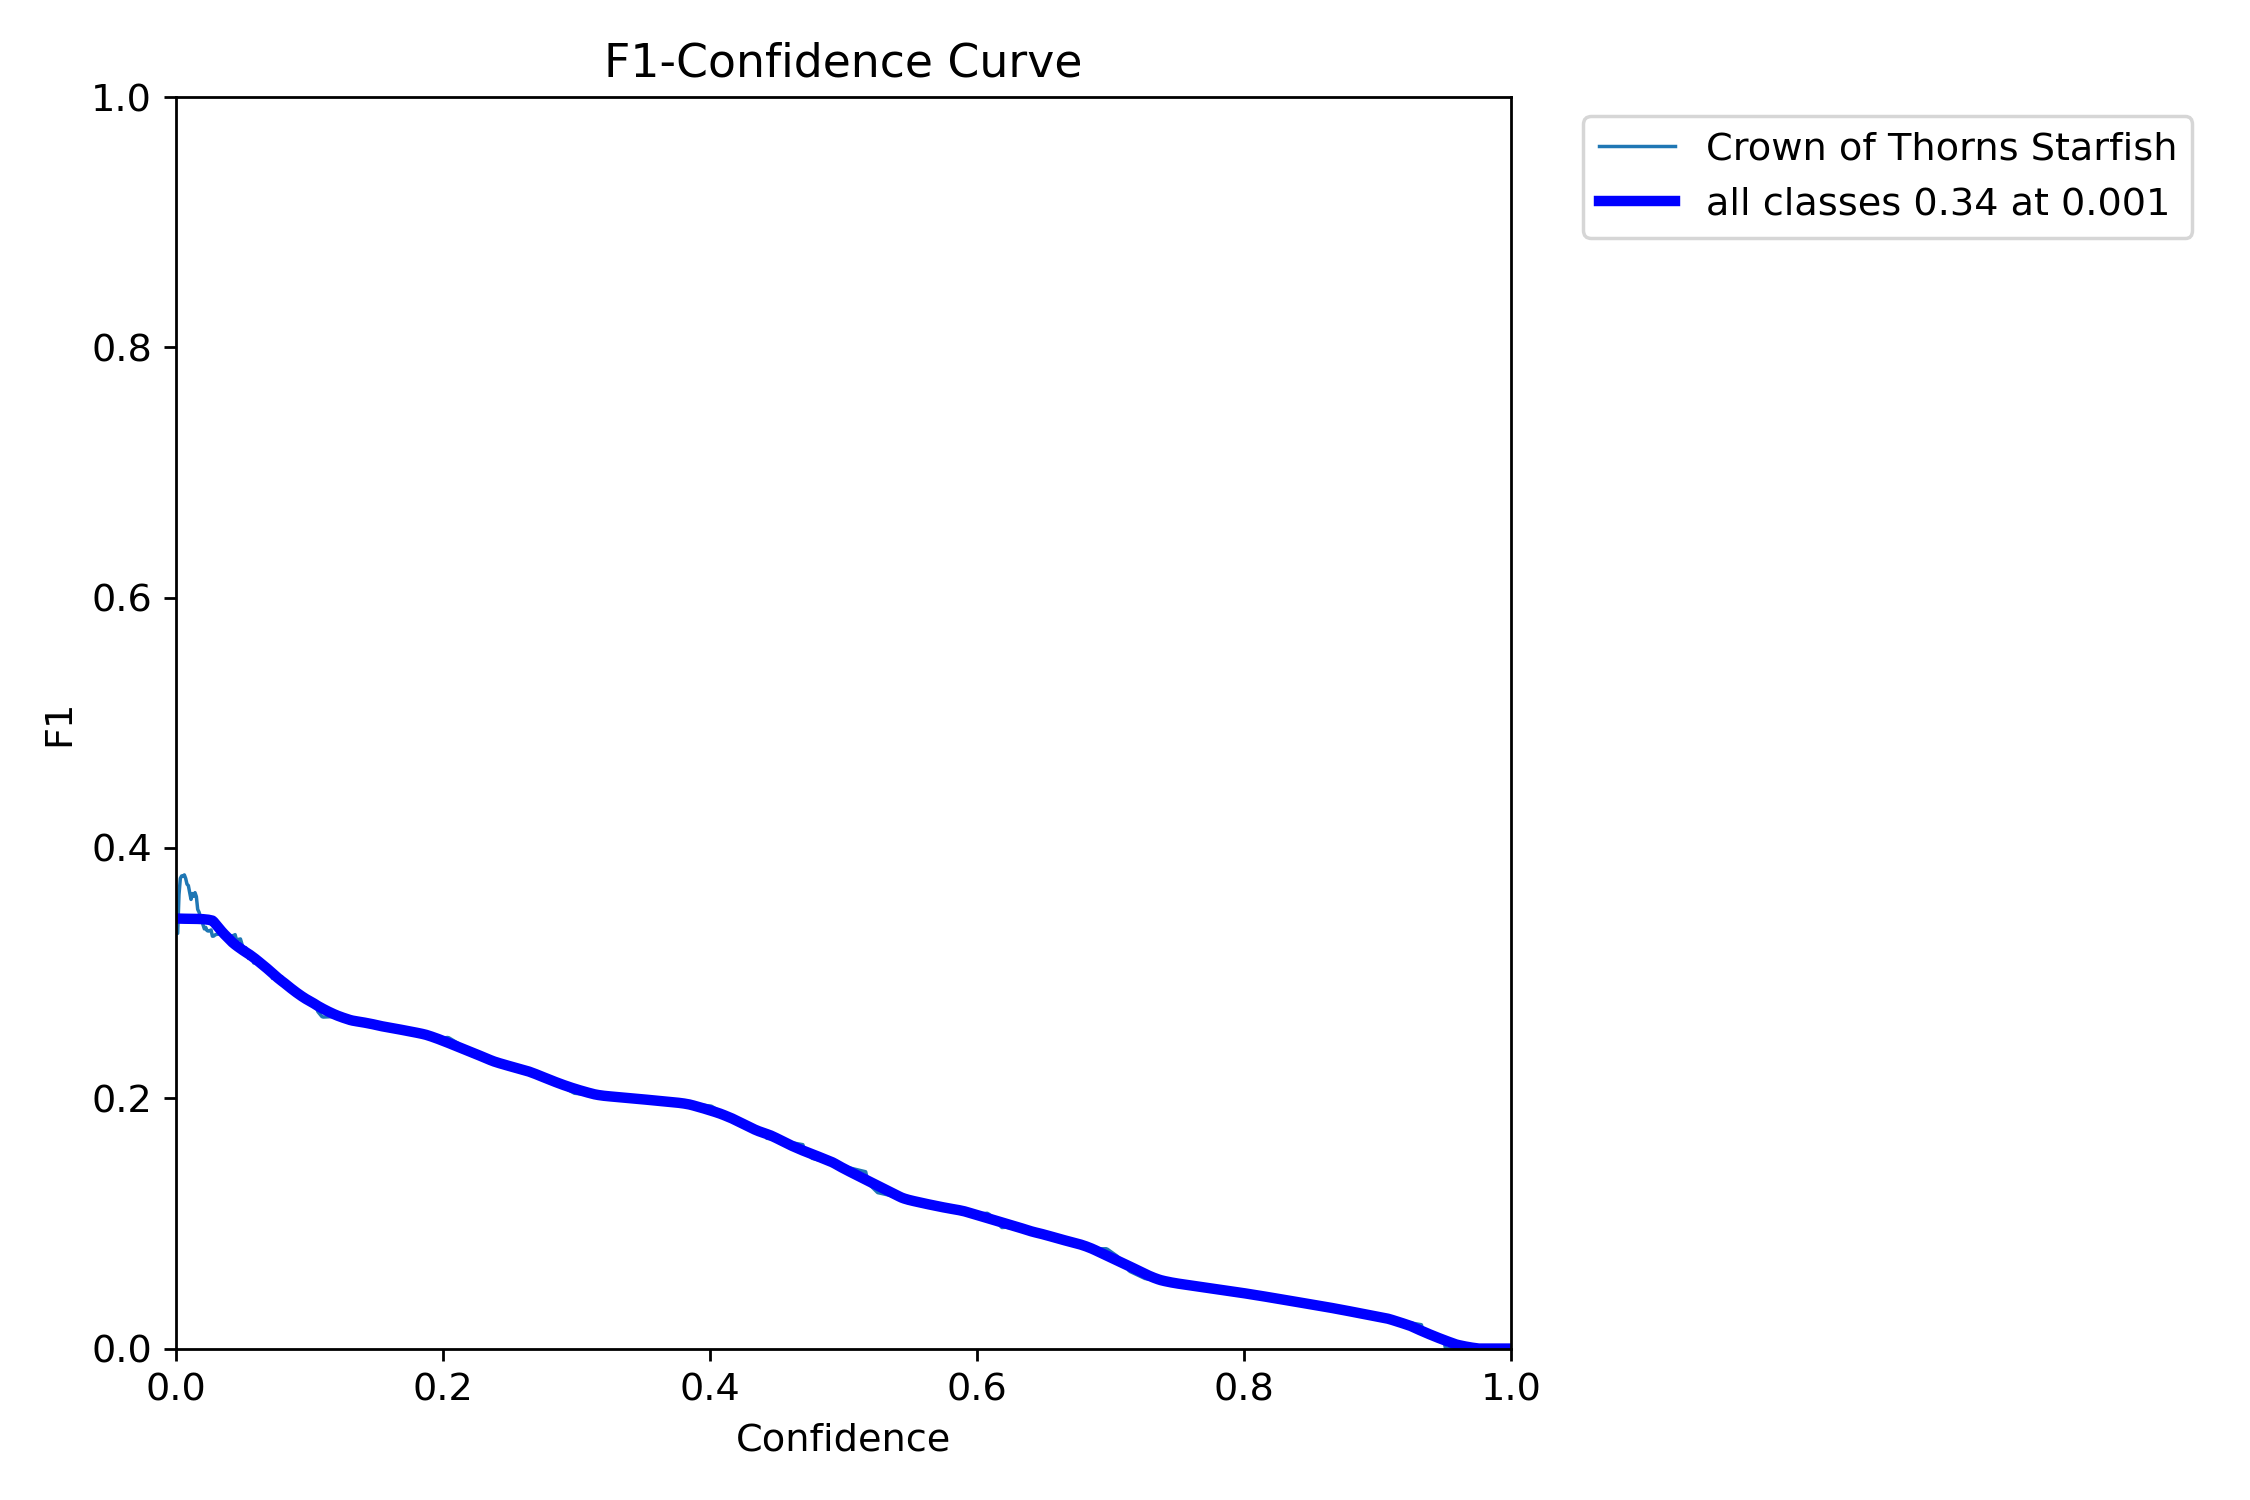 F1-Confidence Curve
1.0
0.8
0.6
0.4
0.2
0.0
F1
0.0 0.2 0.4 0.6 0.8 1.0
Confidence
Crown of Thorns Starfish
all classes 0.34 at 0.001